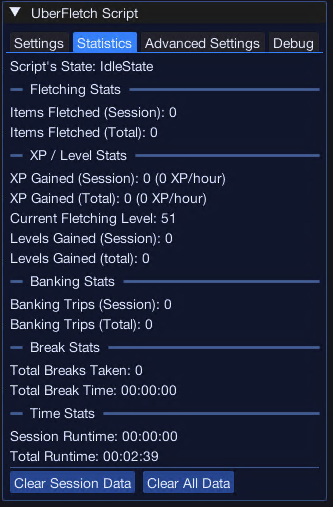 UberFletch Script
Settings Statistics Advanced Settings Debug
Script's State: IdleState
Fletching Stats
Items Fletched (Session): 0
Items Fletched (Total): 0
XP / Level Stats
XP Gained (Session): 0 (0 XP/hour)
XP Gained (Total): 0 (0 XP/hour)
Current Fletching Level: 51
Levels Gained (Session): 0
Levels Gained (total): 0
Banking Stats
Banking Trips (Session): 0
Banking Trips (Total): 0
Break Stats
Total Breaks Taken: 0
Total Break Time: 00:00:00
Time Stats
Session Runtime: 00:00:00
Total Runtime: 00:02:39
Clear Session Data Clear All Data